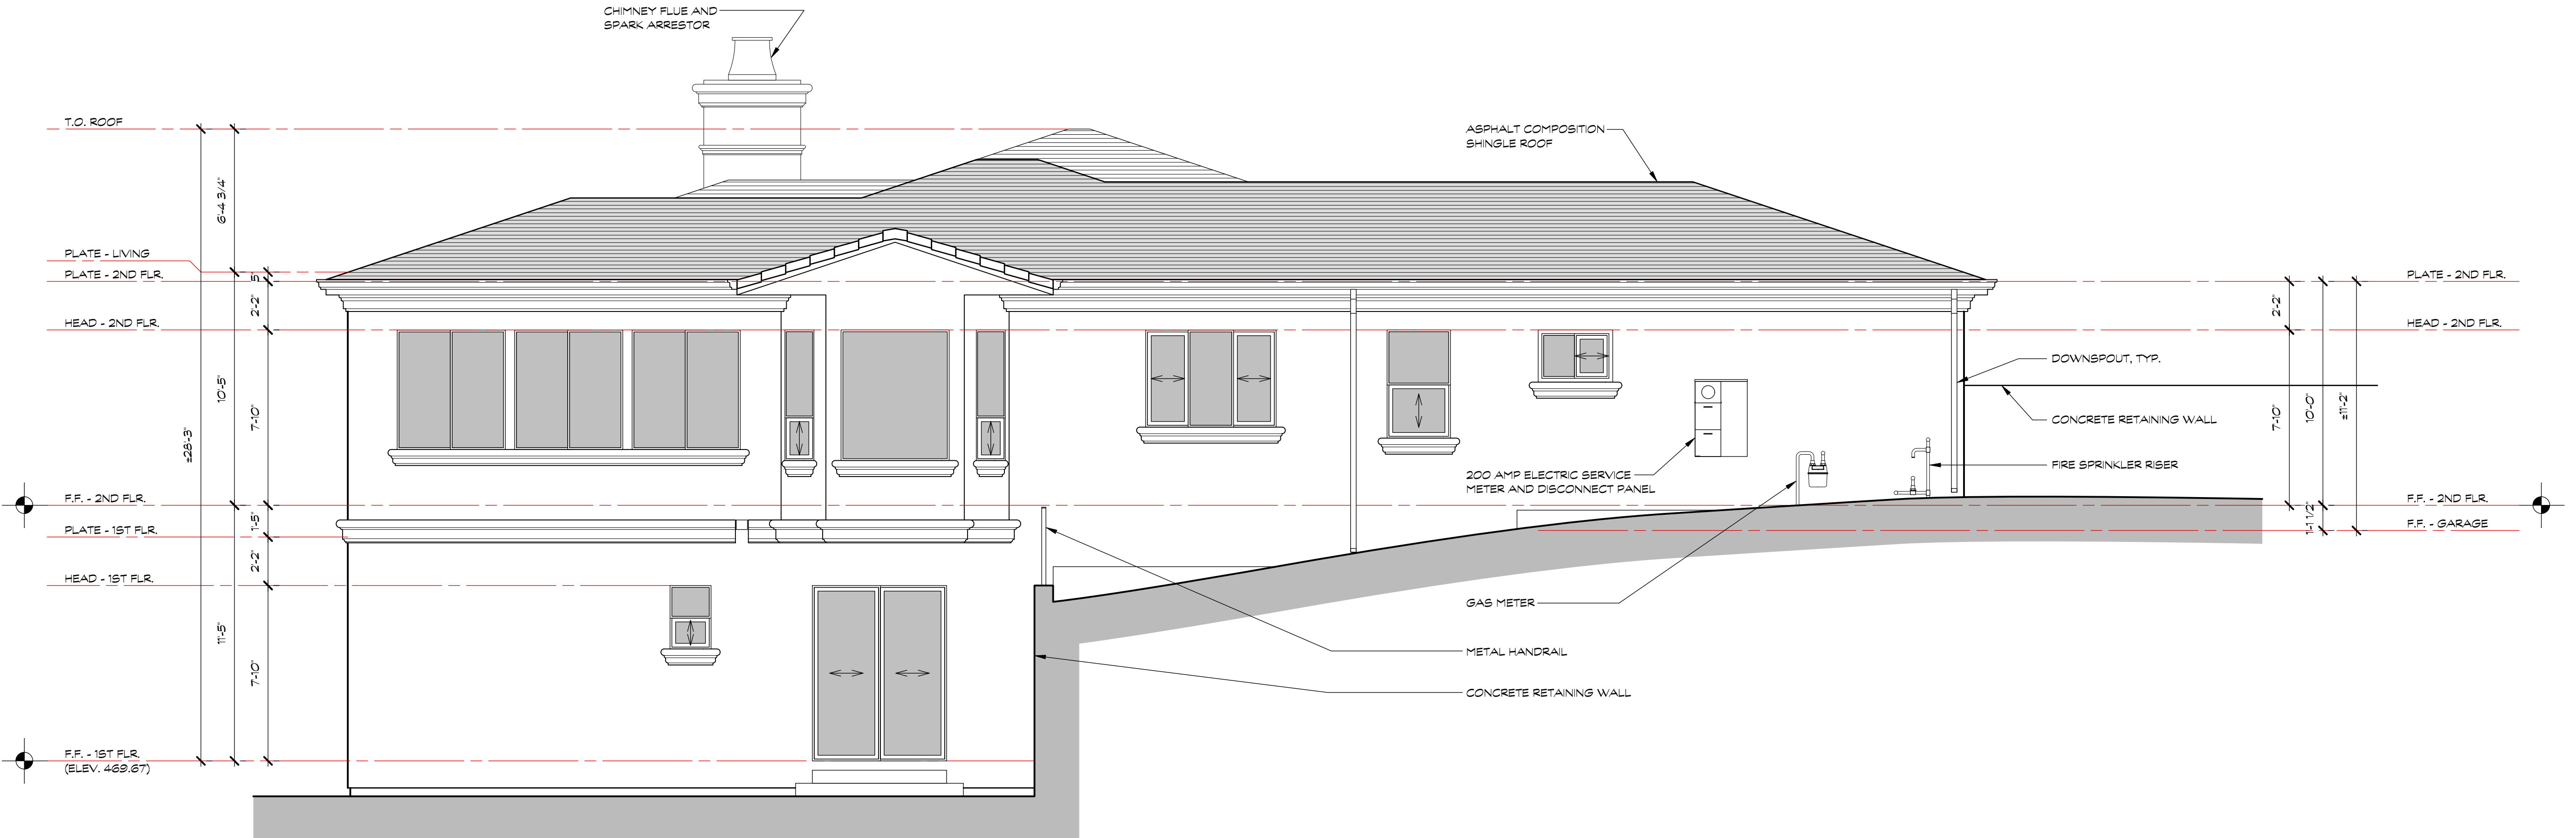 CHIMNEY FLUE AND
SPARK ARRESTOR
T.O. ROOF
ASPHALT COMPOSITION
SHINGLE ROOF
6'-4 3/4"
PLATE - LIVING
PLATE - 2ND FLR.
5"
2'-2"
HEAD - 2ND FLR.
10'-5"
7'-10"
±28'-3"
F.F. - 2ND FLR.
1'-5"
PLATE - 1ST FLR.
2'-2"
HEAD - 1ST FLR.
11'-5"
7'-10"
F.F. - 1ST FLR.
(ELEV. 469.67)
200 AMP ELECTRIC SERVICE
METER AND DISCONNECT PANEL
GAS METER
METAL HANDRAIL
CONCRETE RETAINING WALL
PLATE - 2ND FLR.
2'-2"
HEAD - 2ND FLR.
DOWNSPOUT, TYP.
CONCRETE RETAINING WALL
7'-10"
10'-0"
±11'-2"
FIRE SPRINKLER RISER
F.F. - 2ND FLR.
1'-1 1/2"
F.F. - GARAGE